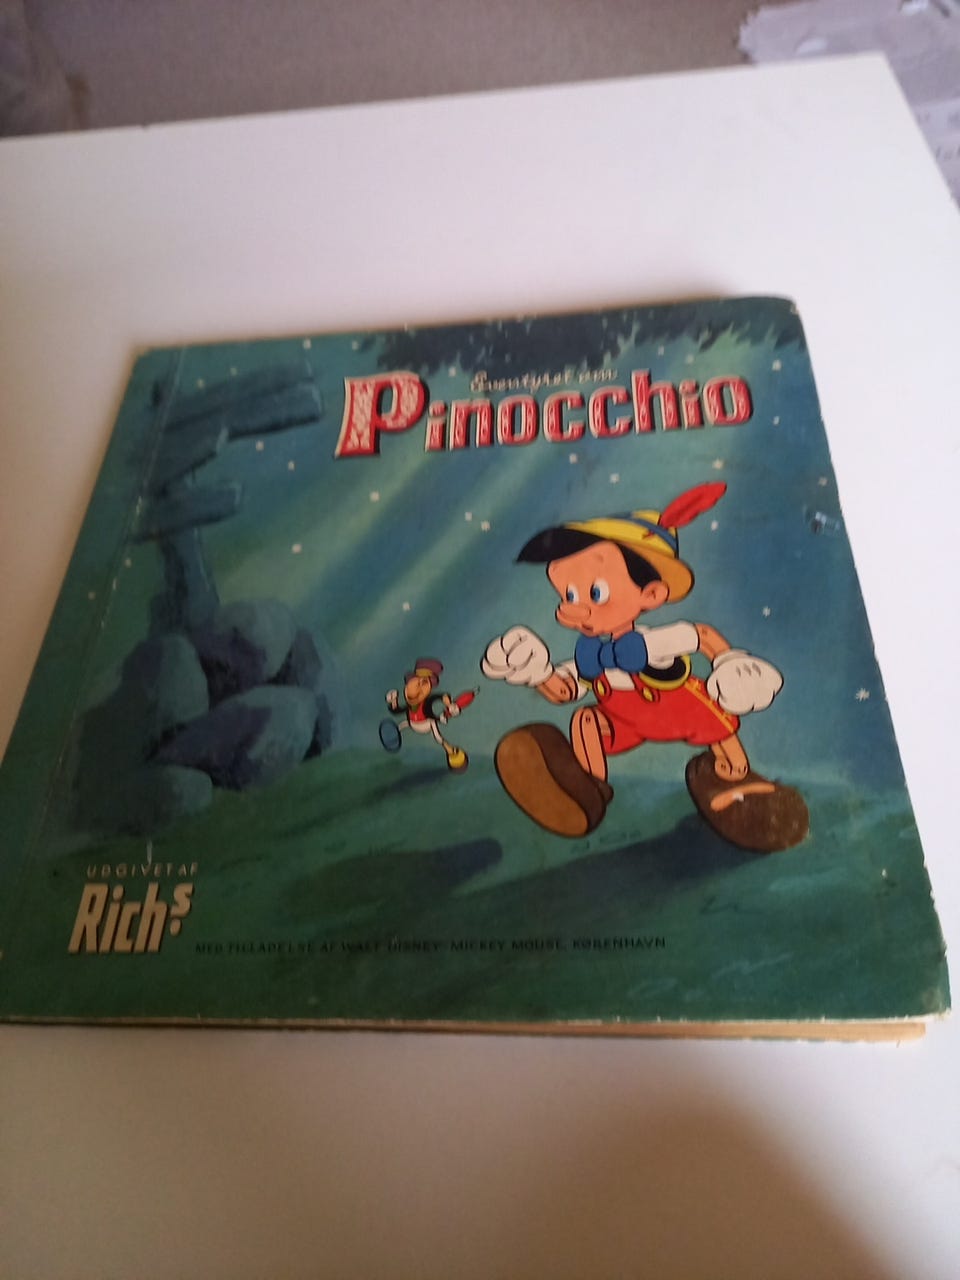 Eventyret om
Pinocchio
UDGIVET AF
Rich's
MED TILLADELSE AF WALT DISNEY MICKEY MOUSE, KØBENHAVN